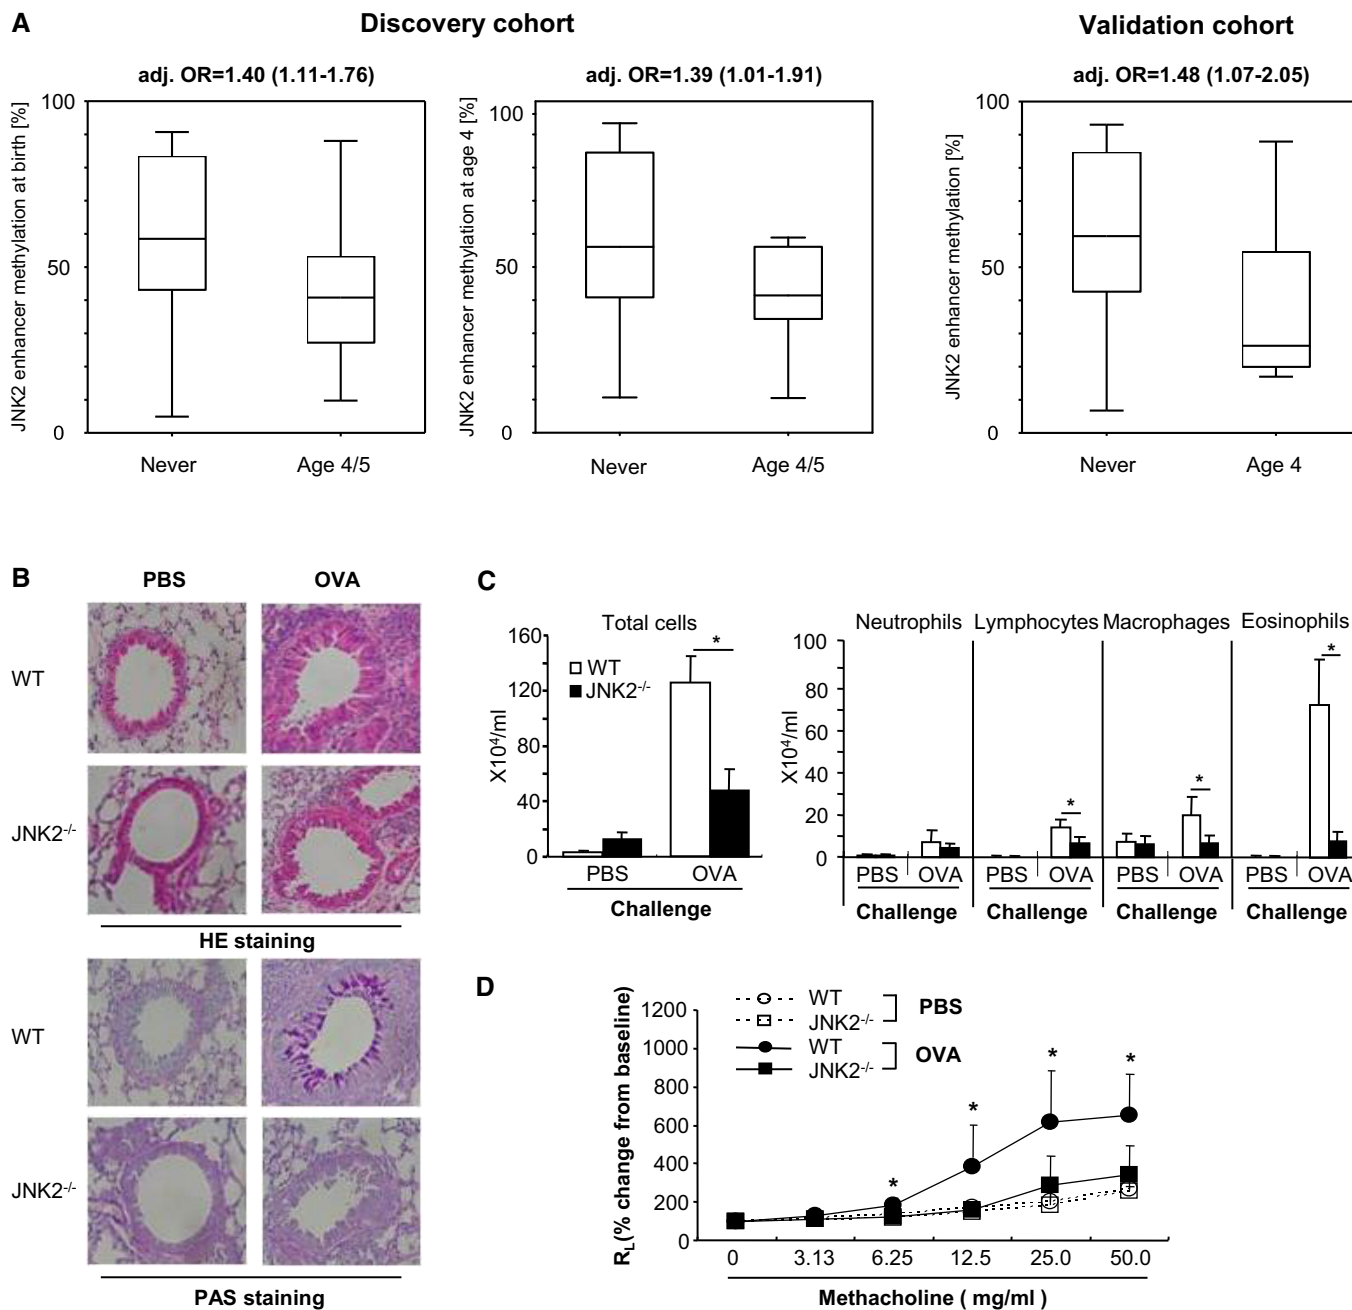 A
Discovery cohort
Validation cohort
adj. OR=1.40 (1.11-1.76)
adj. OR=1.39 (1.01-1.91)
adj. OR=1.48 (1.07-2.05)
JNK2 enhancer methylation at birth [%]
100
50
0
Never
Age 4/5
JNK2 enhancer methylation at age 4 [%]
100
50
0
Never
Age 4/5
JNK2 enhancer methylation [%]
100
50
0
Never
Age 4
B
PBS
OVA
WT
JNK2-/-
HE staining
WT
JNK2-/-
PAS staining
C
Total cells
X10⁴/ml
160
120
80
40
0
WT
JNK2-/-
*
PBS
OVA
Challenge
Neutrophils
Lymphocytes
Macrophages
Eosinophils
X10⁴/ml
100
80
60
40
20
0
*
*
*
PBS
OVA
PBS
OVA
PBS
OVA
PBS
OVA
Challenge
Challenge
Challenge
Challenge
D
RL(% change from baseline)
1200
1000
800
600
400
200
0
WT
JNK2-/-
PBS
WT
JNK2-/-
OVA
*
*
*
*
0
3.13
6.25
12.5
25.0
50.0
Methacholine ( mg/ml )